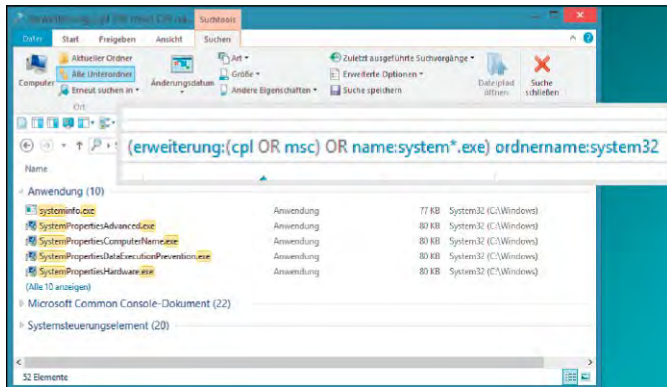 Suchtools
Datei Start Freigeben Ansicht Suchen
Computer
Aktueller Ordner
Alle Unterordner
Erneut suchen in
Ort
Änderungsdatum
Art
Größe
Andere Eigenschaften
Zuletzt ausgeführte Suchvorgänge
Erweiterte Optionen
Suche speichern
Dateipfad öffnen
Suche schließen
(erweiterung:(cpl OR msc) OR name:system*.exe) ordnername:system32
Name
Anwendung (10)
systeminfo.exe Anwendung 77 KB System32 (C:\Windows)
SystemPropertiesAdvanced.exe Anwendung 80 KB System32 (C:\Windows)
SystemPropertiesComputerName.exe Anwendung 80 KB System32 (C:\Windows)
SystemPropertiesDataExecutionPrevention.exe Anwendung 80 KB System32 (C:\Windows)
SystemPropertiesHardware.exe Anwendung 80 KB System32 (C:\Windows)
(Alle 10 anzeigen)
Microsoft Common Console-Dokument (22)
Systemsteuerungselement (20)
52 Elemente